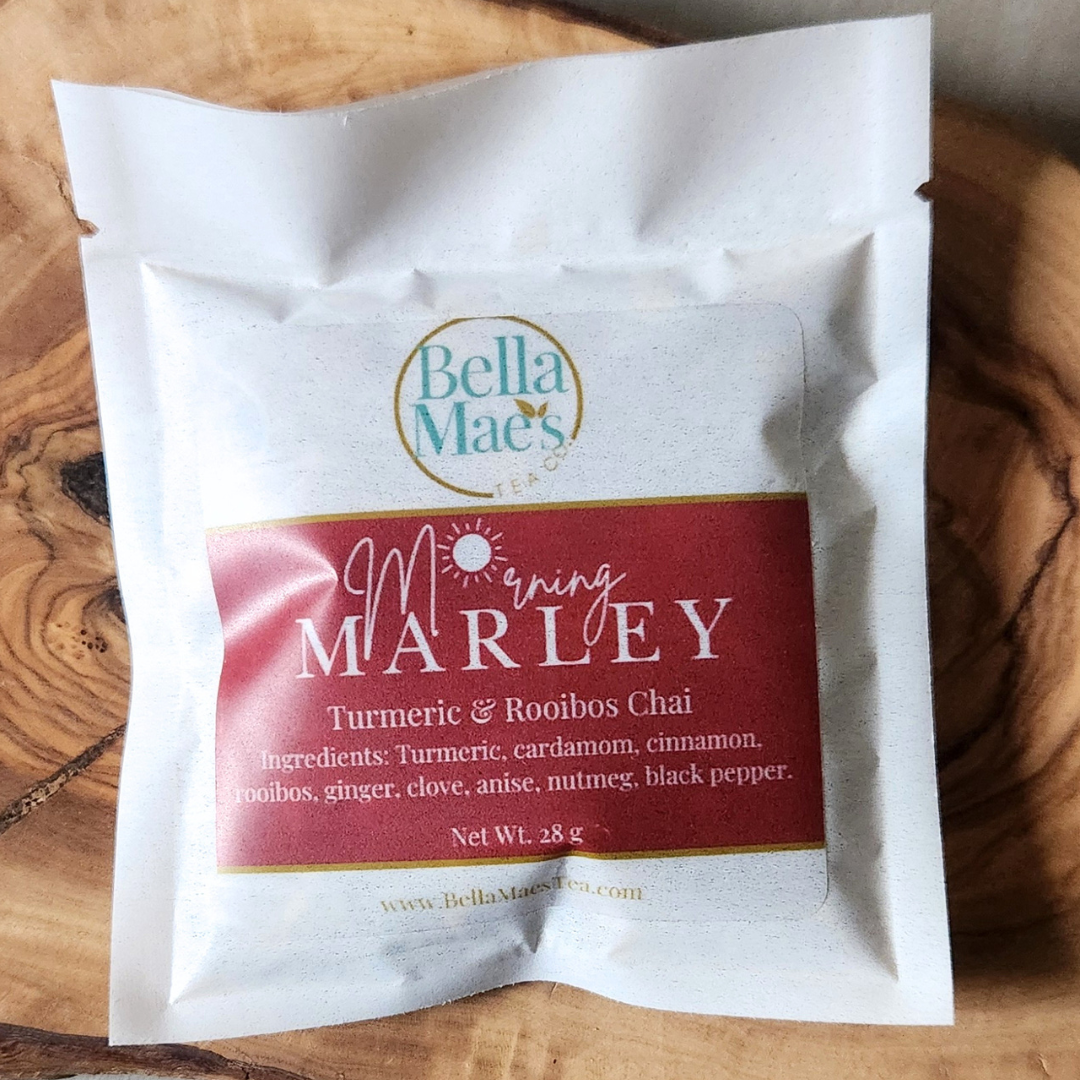 Bella
Mae's
TEA CO.
Morning
MARLEY
Turmeric & Rooibos Chai
Ingredients: Turmeric, cardamom, cinnamon,
rooibos, ginger, clove, anise, nutmeg, black pepper.
Net Wt. 28 g
www.BellaMaesTea.com